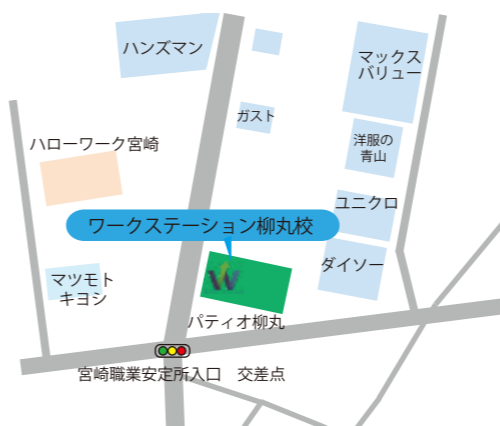 ハンズマン
マックス
バリュー
ガスト
洋服の
青山
ハローワーク宮崎
ユニクロ
ワークステーション柳丸校
ダイソー
マツモト
キヨシ
W
パティオ柳丸
宮崎職業安定所入口　交差点